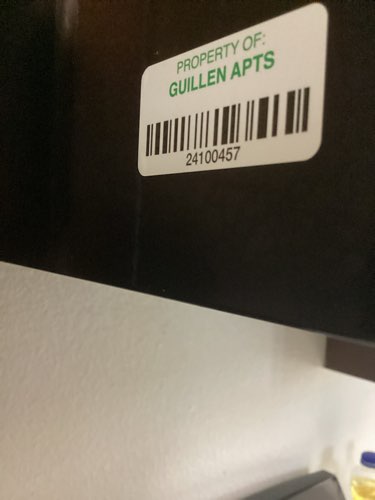 PROPERTY OF:
GUILLEN APTS
24100457